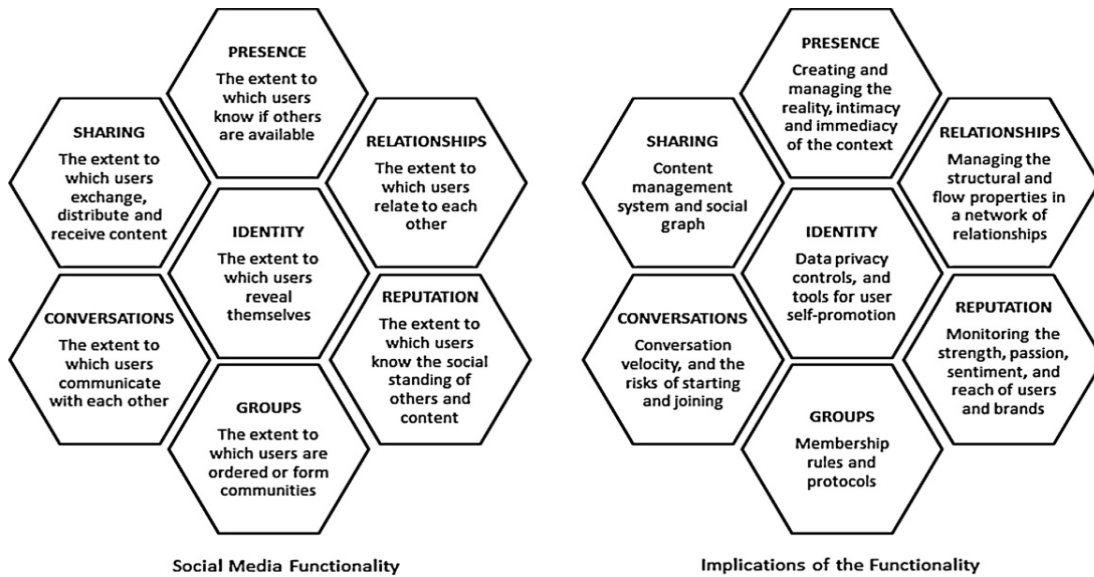 PRESENCE
The extent to
which users
know if others
are available
SHARING
The extent to
which users
exchange,
distribute and
receive content
RELATIONSHIPS
The extent to
which users
relate to each
other
IDENTITY
The extent to
which users
reveal
themselves
CONVERSATIONS
The extent to
which users
communicate
with each other
REPUTATION
The extent to
which users
know the social
standing of
others and
content
GROUPS
The extent to
which users are
ordered or form
communities
Social Media Functionality
PRESENCE
Creating and
managing the
reality, intimacy
and immediacy
of the context
SHARING
Content
management
system and social
graph
RELATIONSHIPS
Managing the
structural and
flow properties in
a network of
relationships
IDENTITY
Data privacy
controls, and
tools for user
self-promotion
CONVERSATIONS
Conversation
velocity, and the
risks of starting
and joining
REPUTATION
Monitoring the
strength, passion,
sentiment, and
reach of users
and brands
GROUPS
Membership
rules and
protocols
Implications of the Functionality